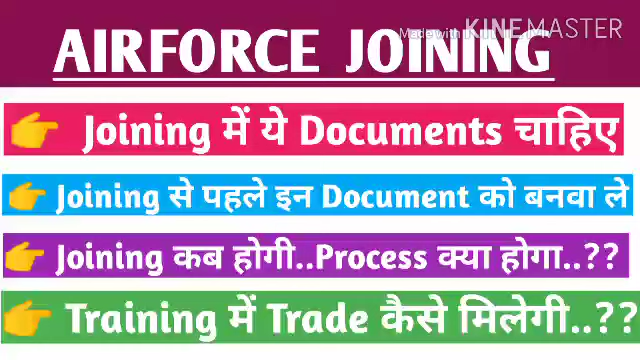 Made with KINEMASTER
AIRFORCE JOINING
👉 Joining में ये Documents चाहिए
👉 Joining से पहले इन Document को बनवा ले
👉 Joining कब होगी..Process क्या होगा..??
👉 Training में Trade कैसे मिलेगी..??